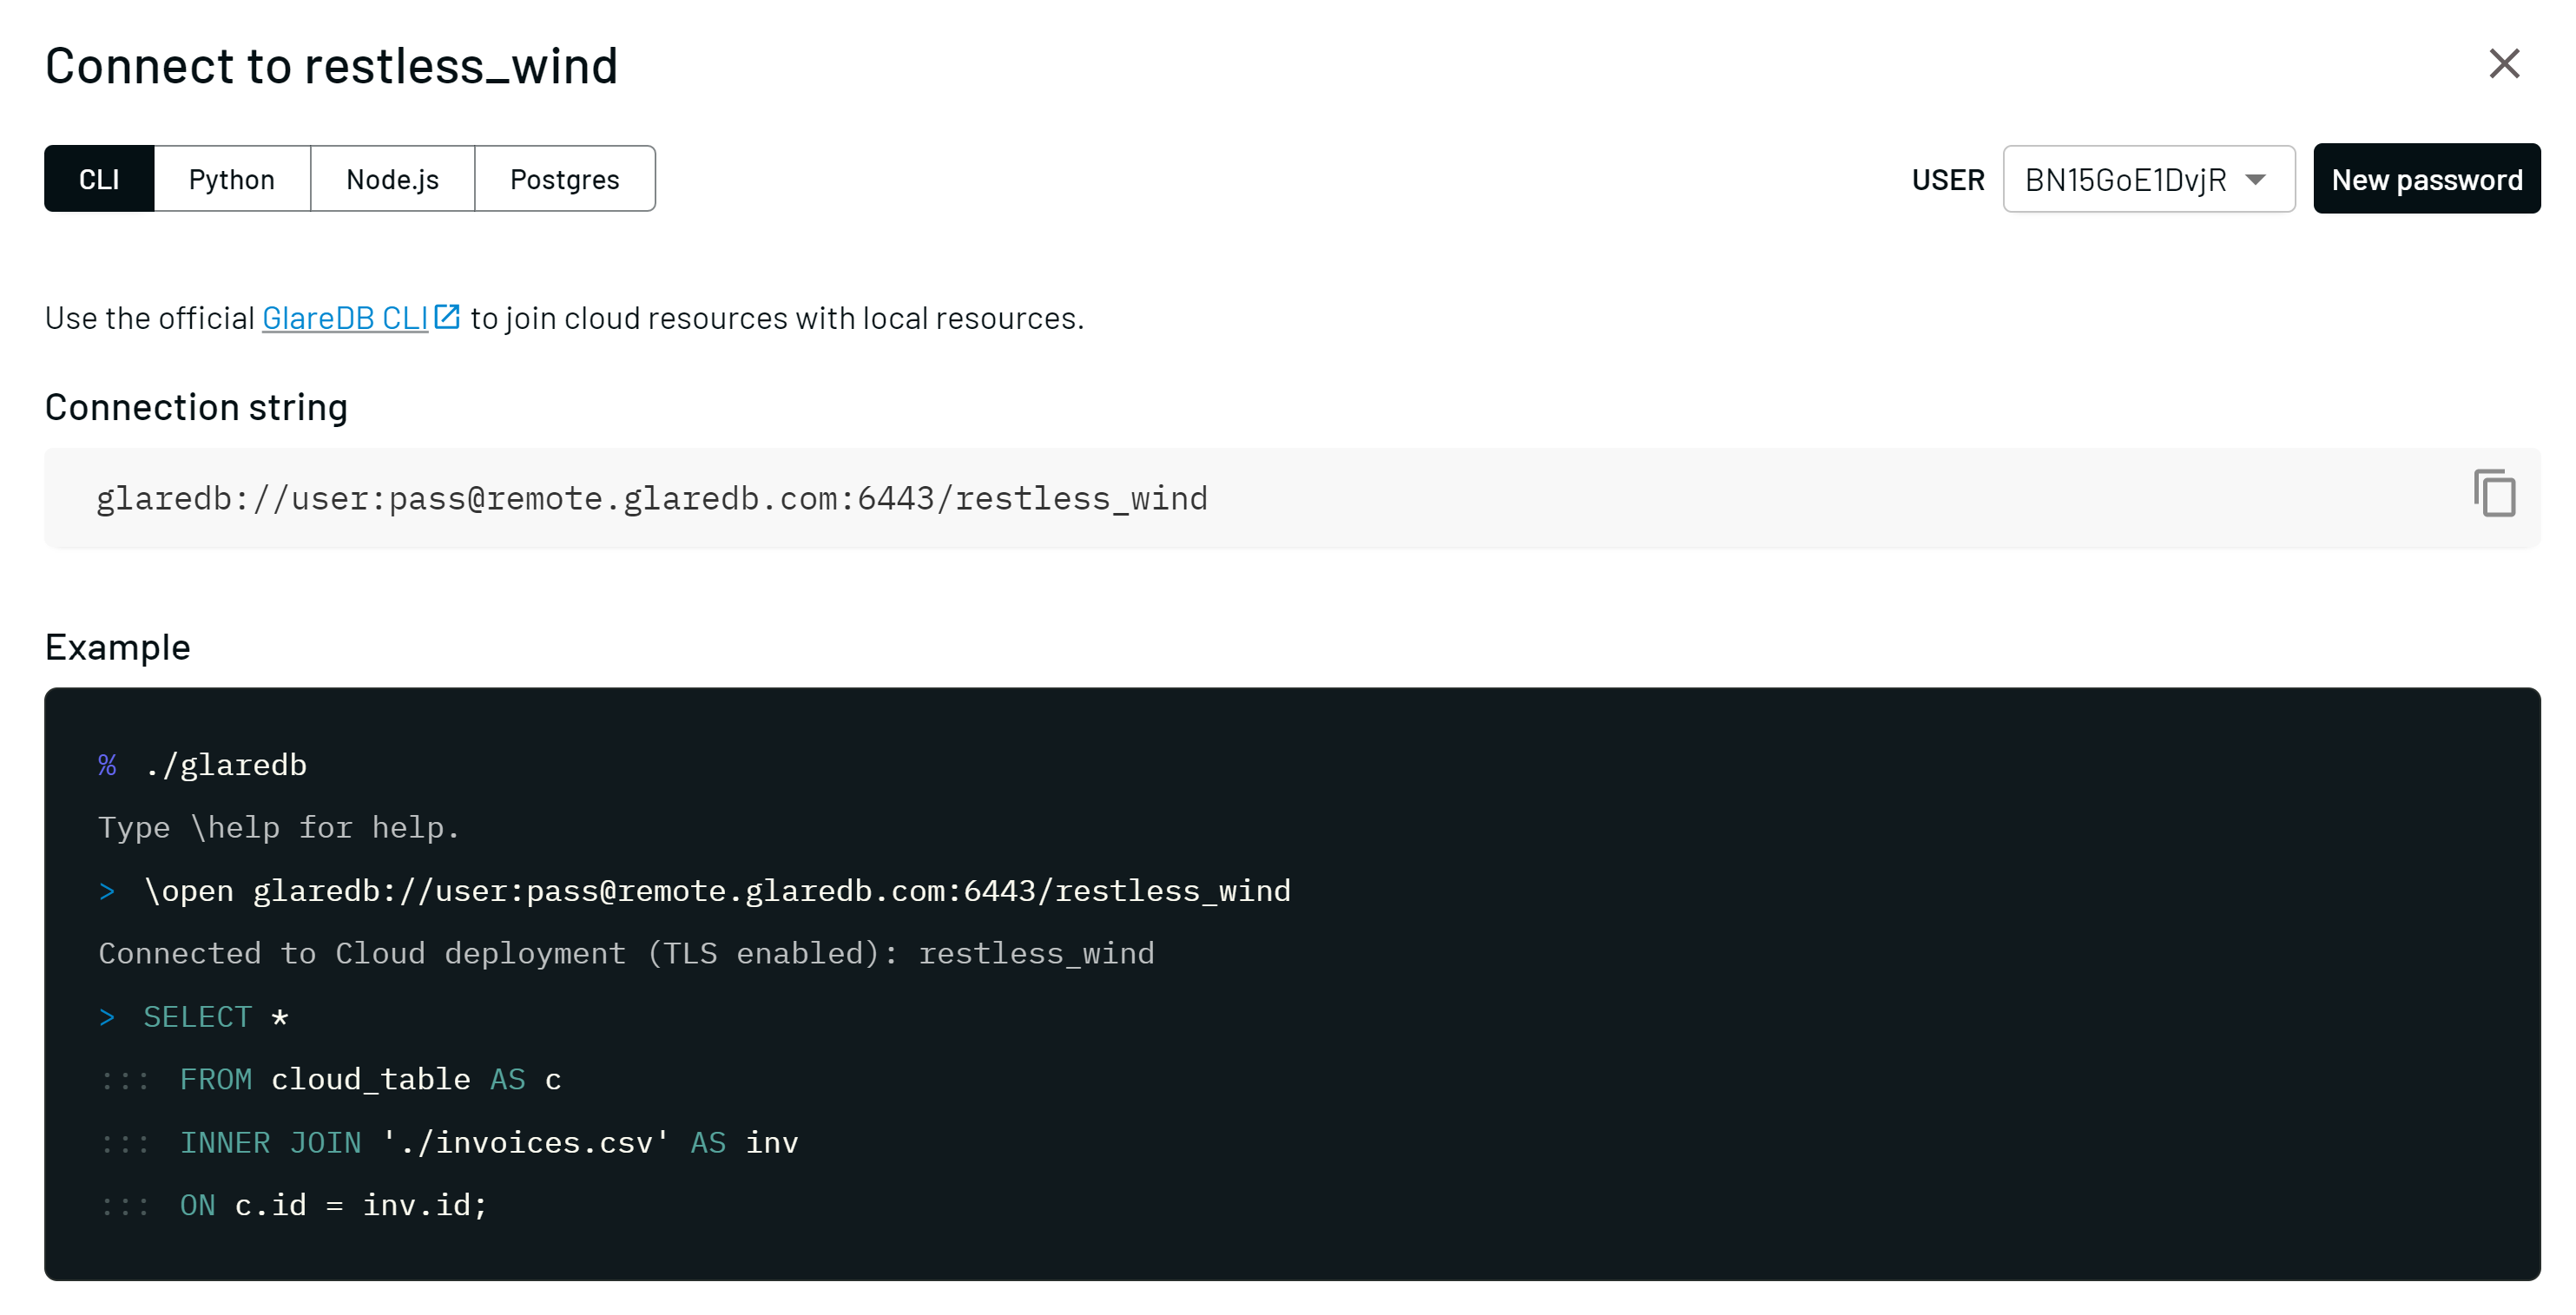 Connect to restless_wind
CLI Python Node.js Postgres USER BN15GoE1DvjR New password
Use the official GlareDB CLI to join cloud resources with local resources.
Connection string
glaredb://user:pass@remote.glaredb.com:6443/restless_wind
Example
% ./glaredb
Type \help for help.
> \open glaredb://user:pass@remote.glaredb.com:6443/restless_wind
Connected to Cloud deployment (TLS enabled): restless_wind
> SELECT *
::: FROM cloud_table AS c
::: INNER JOIN './invoices.csv' AS inv
::: ON c.id = inv.id;